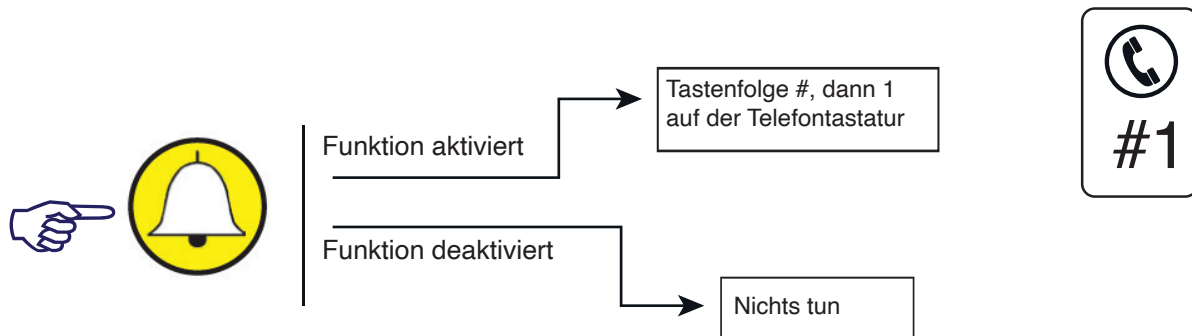 Tastenfolge #, dann 1
auf der Telefontastatur
#1
Funktion aktiviert
Funktion deaktiviert
Nichts tun